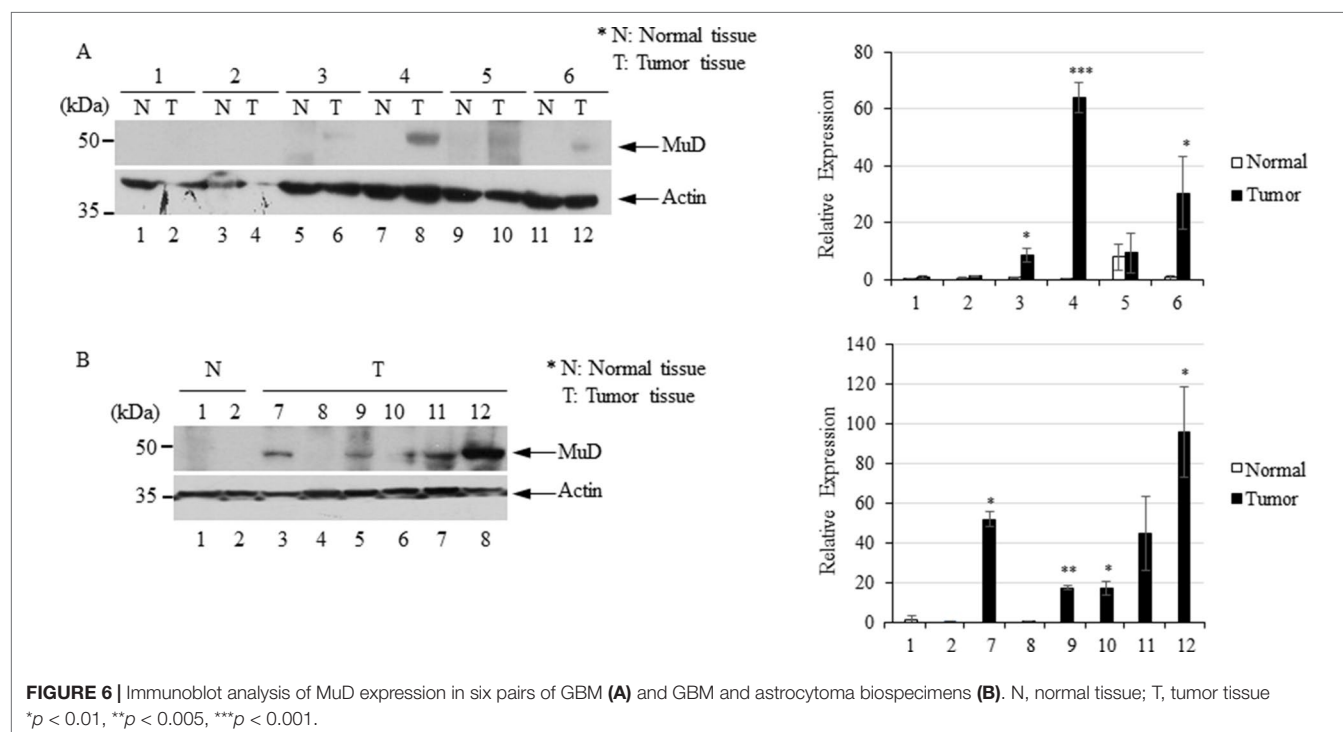 A
* N: Normal tissue
T: Tumor tissue
1 2 3 4 5 6
(kDa) N T N T N T N T N T N T
50
MuD
Actin
35
1 2 3 4 5 6 7 8 9 10 11 12
80
60
40
20
0
Relative Expression
*
***
*
Normal
Tumor
1 2 3 4 5 6
B
N T
* N: Normal tissue
T: Tumor tissue
(kDa) 1 2 7 8 9 10 11 12
50
MuD
35
Actin
1 2 3 4 5 6 7 8
140
120
100
80
60
40
20
0
Relative Expression
*
**
*
*
Normal
Tumor
1 2 7 8 9 10 11 12
FIGURE 6 | Immunoblot analysis of MuD expression in six pairs of GBM (A) and GBM and astrocytoma biospecimens (B). N, normal tissue; T, tumor tissue
*p < 0.01, **p < 0.005, ***p < 0.001.